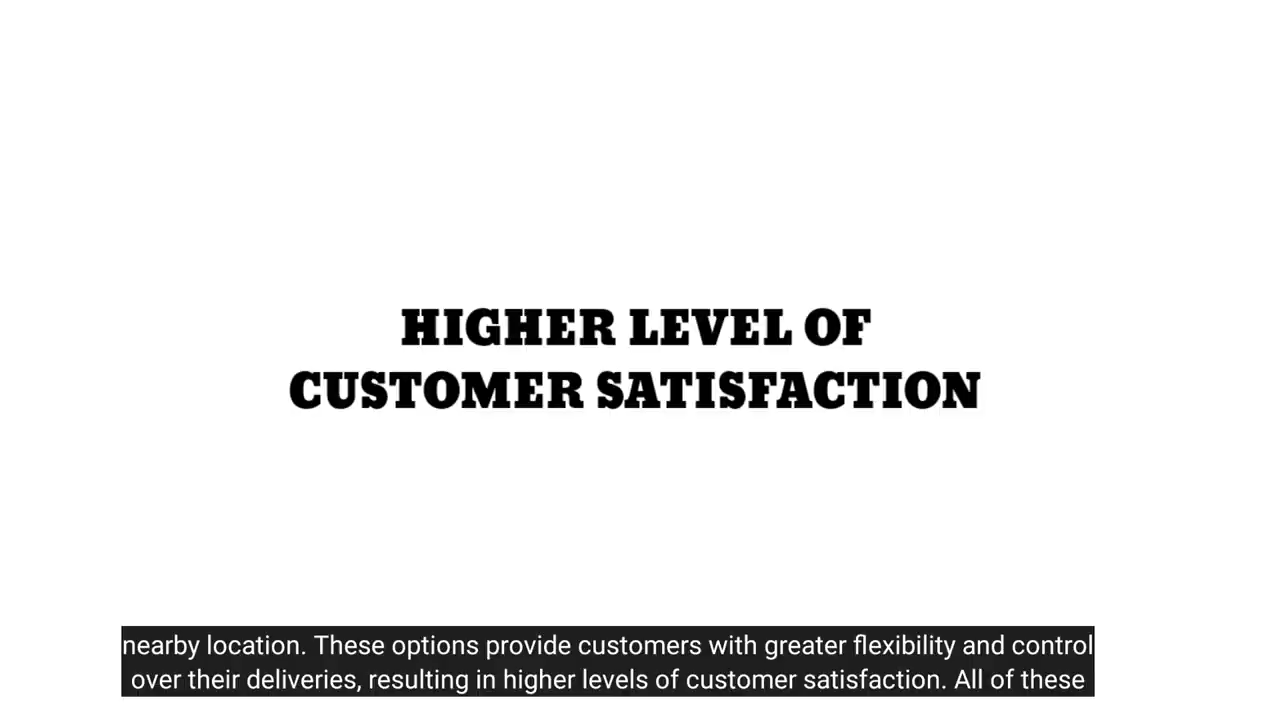 HIGHER LEVEL OF
CUSTOMER SATISFACTION
nearby location. These options provide customers with greater flexibility and control
over their deliveries, resulting in higher levels of customer satisfaction. All of these